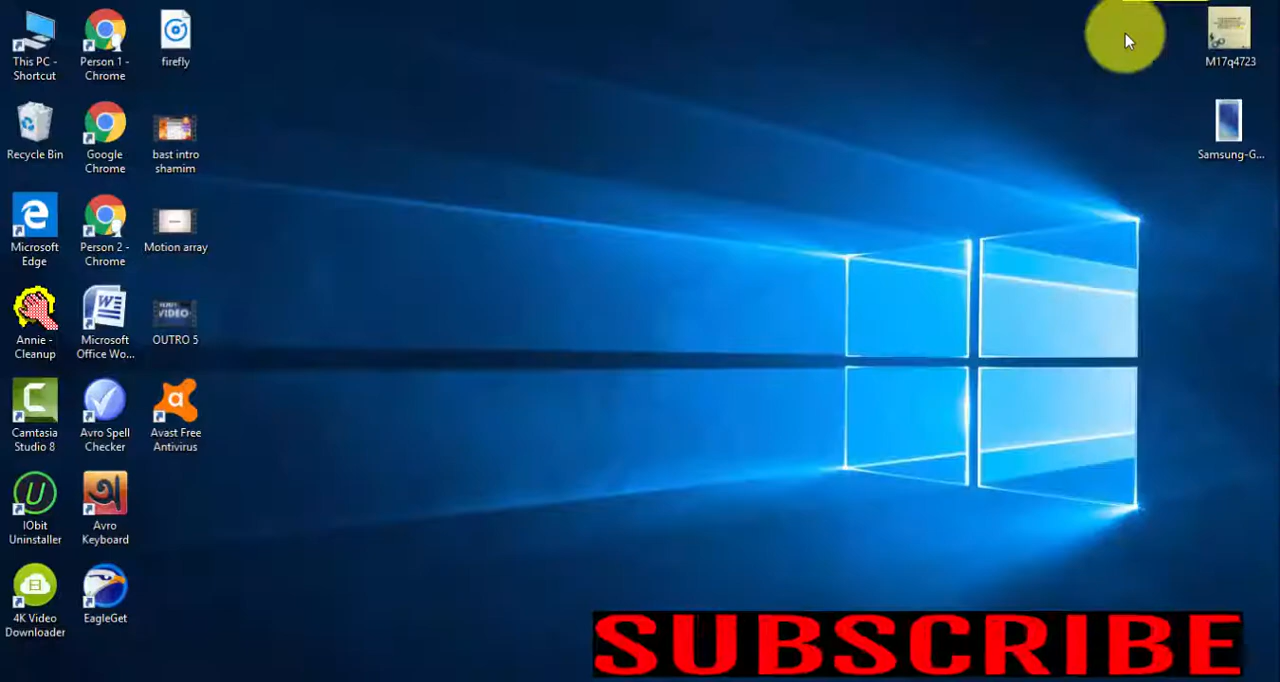 This PC -
Shortcut
Person 1 -
Chrome
firefly
M17q4723
Recycle Bin
Google
Chrome
bast intro
shamim
Samsung-G...
Microsoft
Edge
Person 2 -
Chrome
Motion array
Annie -
Cleanup
Microsoft
Office Wo...
VIDEO
OUTRO 5
Camtasia
Studio 8
Avro Spell
Checker
Avast Free
Antivirus
IObit
Uninstaller
Avro
Keyboard
4K Video
Downloader
EagleGet
SUBSCRIBE